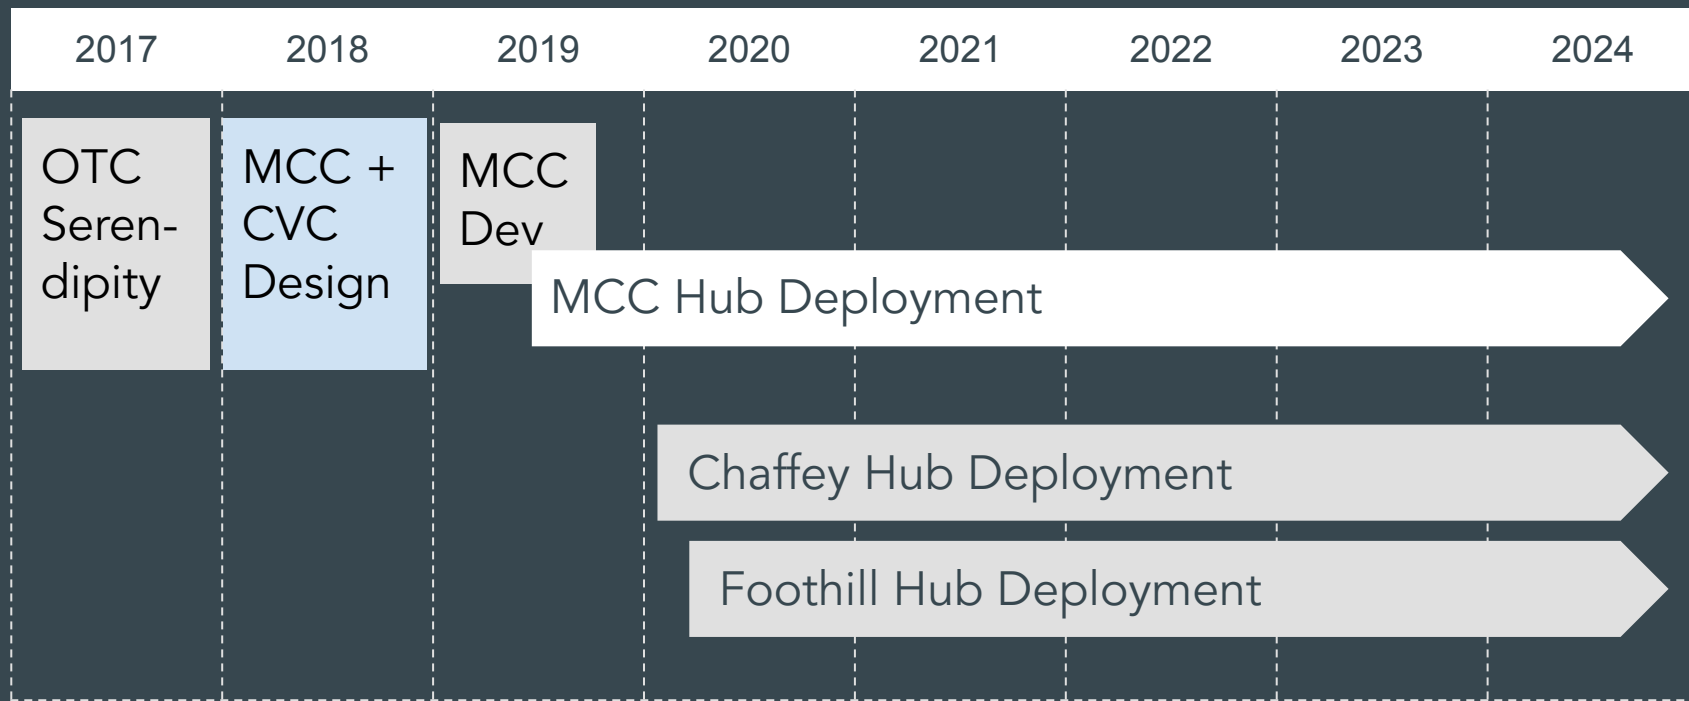 2017 2018 2019 2020 2021 2022 2023 2024
OTC
Seren-
dipity
MCC +
CVC
Design
MCC
Dev
MCC Hub Deployment
Chaffey Hub Deployment
Foothill Hub Deployment